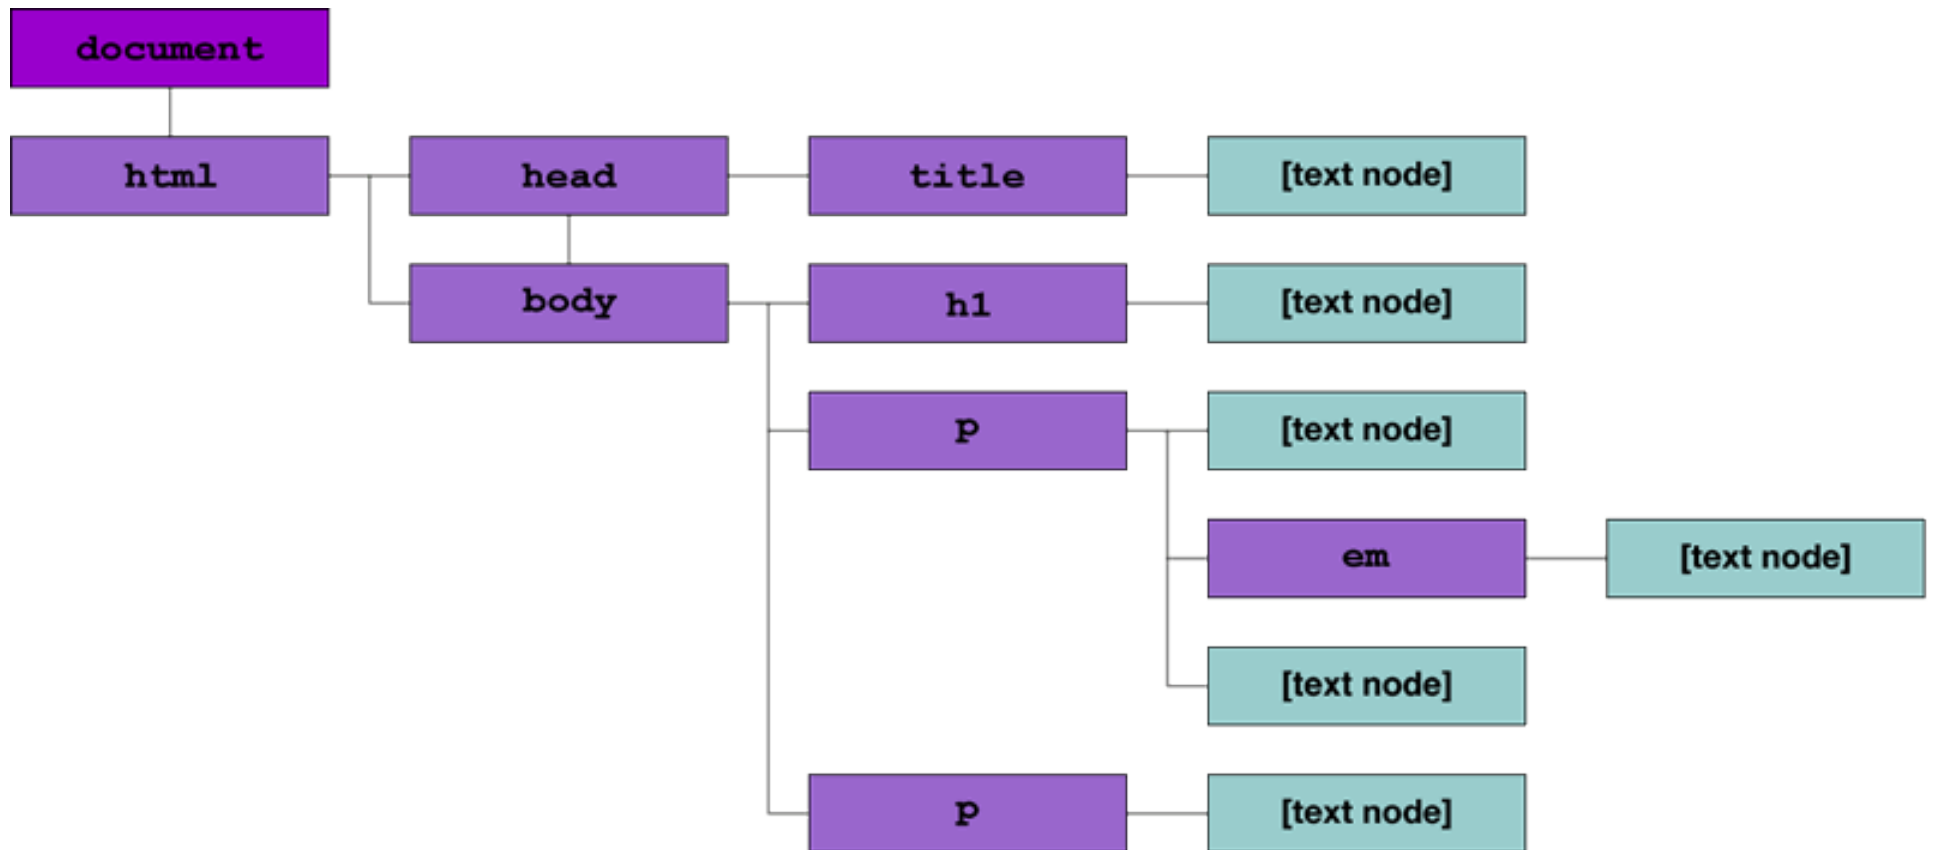 document
html
head
title
[text node]
body
h1
[text node]
p
[text node]
em
[text node]
[text node]
p
[text node]